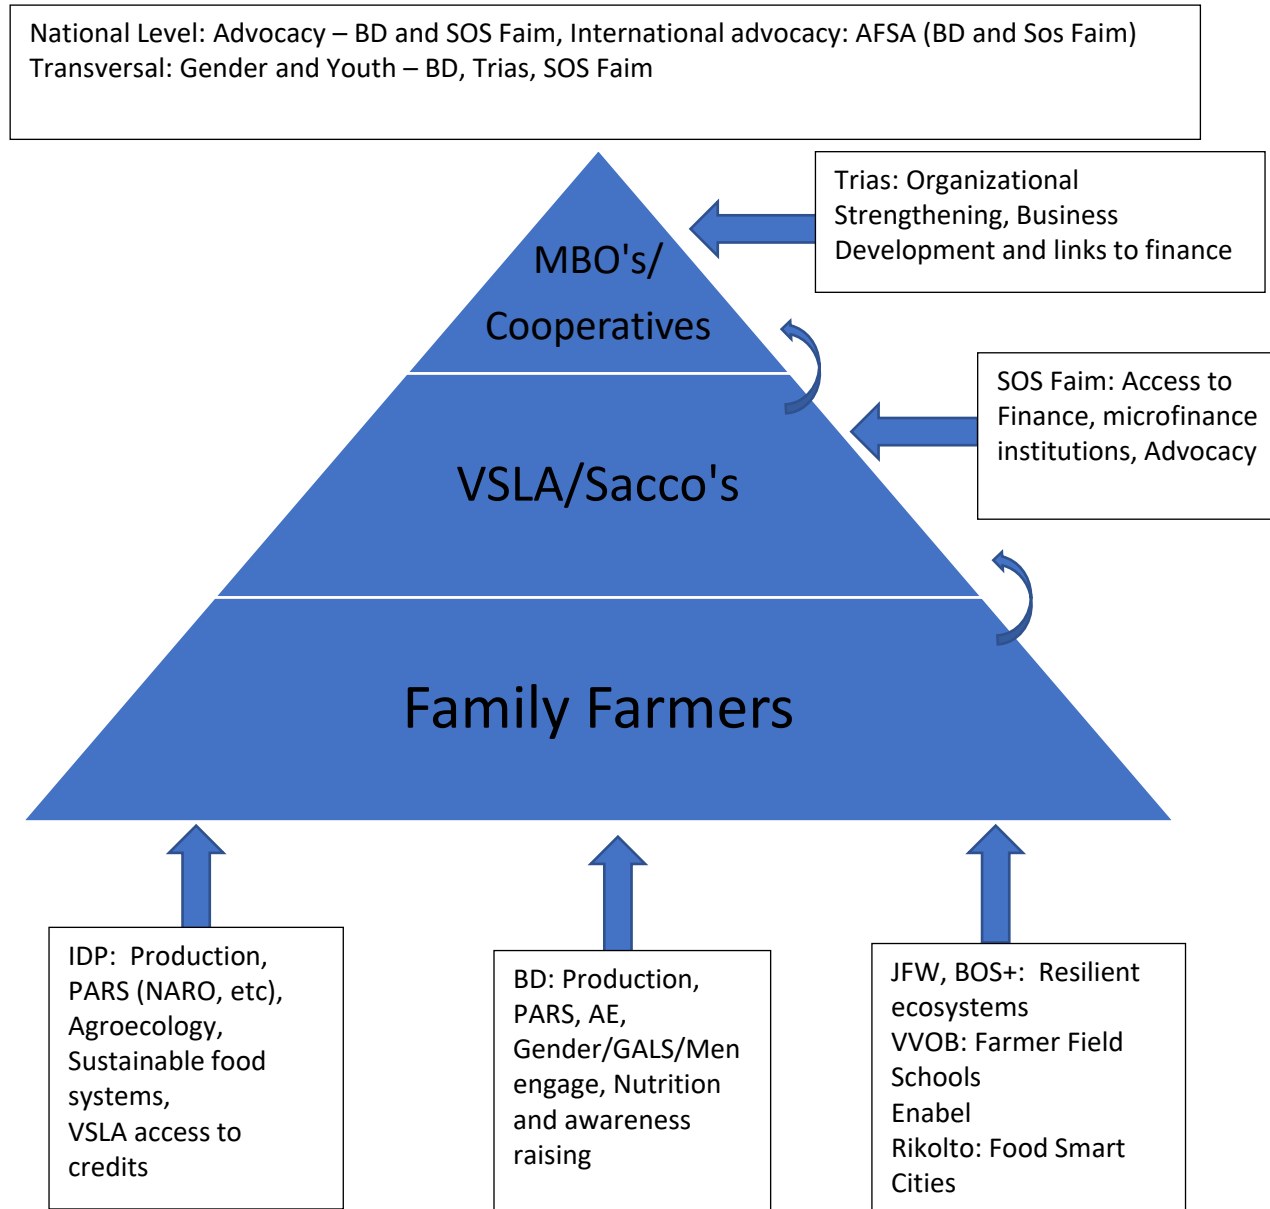 National Level: Advocacy – BD and SOS Faim, International advocacy: AFSA (BD and Sos Faim)
Transversal: Gender and Youth – BD, Trias, SOS Faim
Trias: Organizational
Strengthening, Business
Development and links to finance
MBO's/
Cooperatives
SOS Faim: Access to
Finance, microfinance
institutions, Advocacy
VSLA/Sacco's
Family Farmers
IDP:  Production,
PARS (NARO, etc),
Agroecology,
Sustainable food
systems,
VSLA access to
credits
BD: Production,
PARS, AE,
Gender/GALS/Men
engage, Nutrition
and awareness
raising
JFW, BOS+:  Resilient
ecosystems
VVOB: Farmer Field
Schools
Enabel
Rikolto: Food Smart
Cities